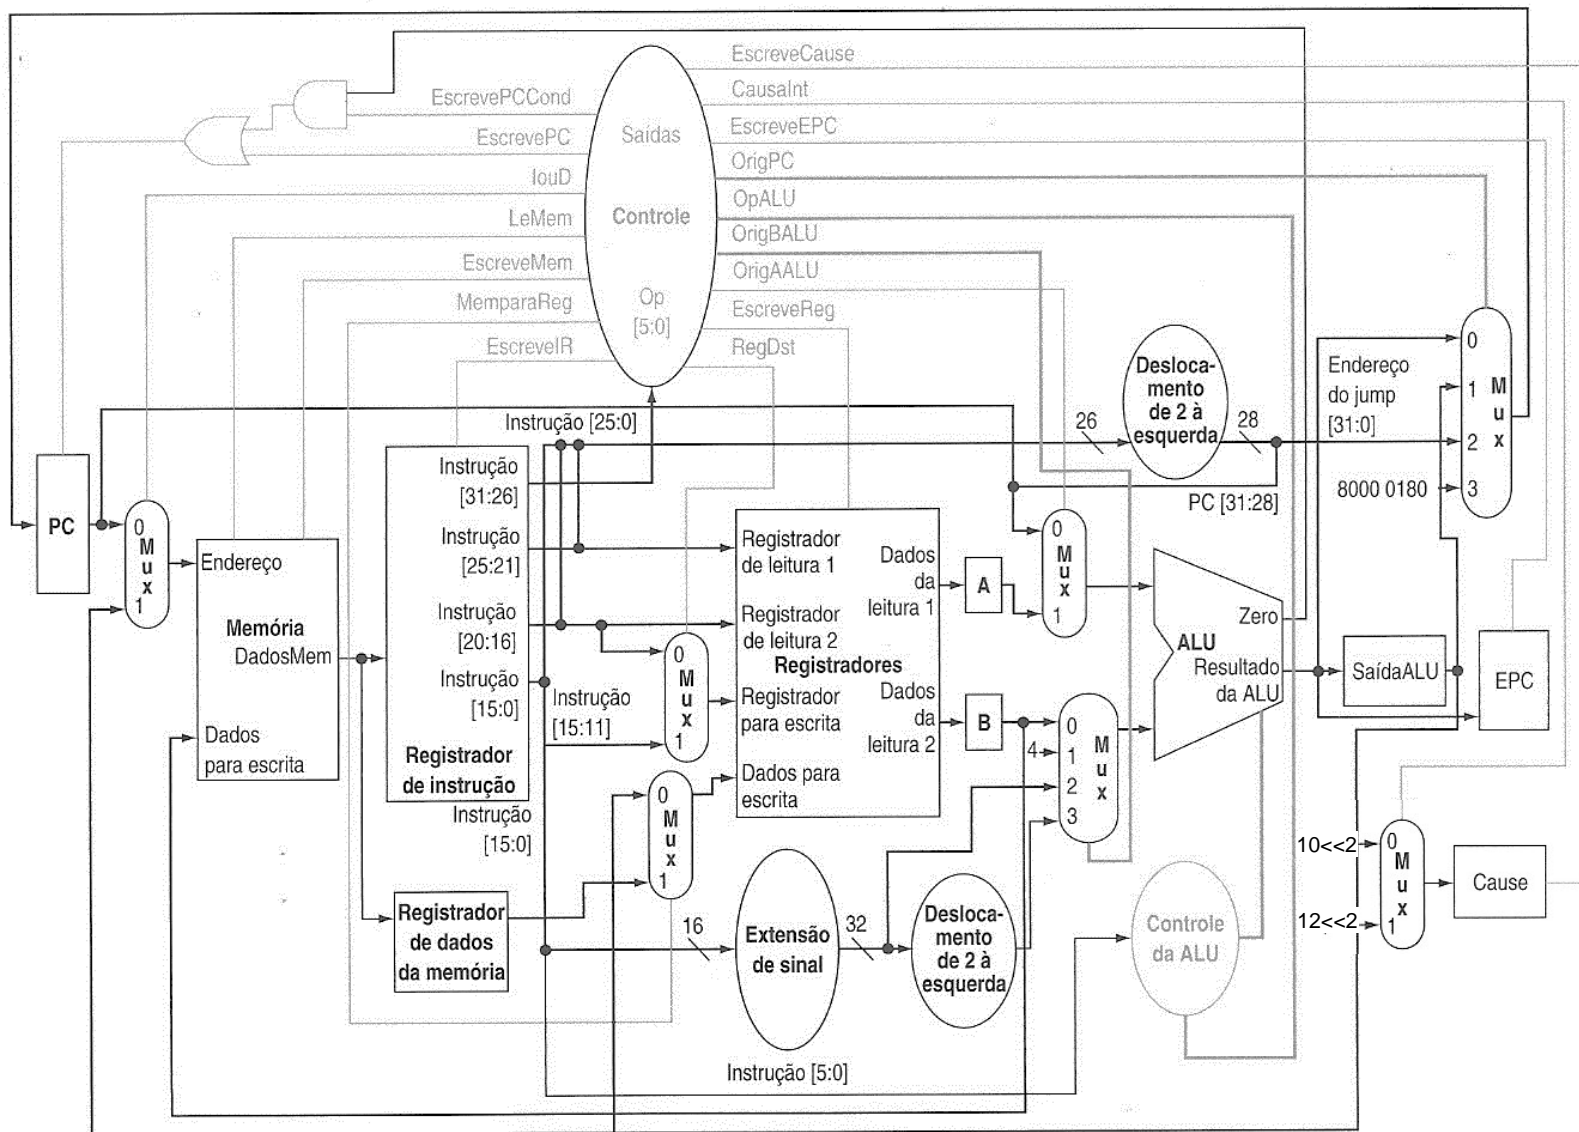 EscreveCause
CausaInt
EscreveEPC
OrigPC
OpALU
OrigBALU
OrigAALU
EscreveReg
RegDst
EscrevePCCond
EscrevePC
IouD
LeMem
EscreveMem
MemparaReg
EscreveIR
Saídas
Controle
Op
[5:0]
Instrução [25:0]
26
Desloca-
mento
de 2 à
esquerda
28
Endereço
do jump
[31:0]
PC [31:28]
8000 0180
0
1
2
3
M
u
x
PC
0
M
u
x
1
Endereço
Memória
DadosMem
Dados
para escrita
Instrução
[31:26]
Instrução
[25:21]
Instrução
[20:16]
Instrução
[15:0]
Registrador
de instrução
Instrução
[15:0]
Instrução
[15:11]
0
M
u
x
1
0
M
u
x
1
Registrador
de dados
da memória
Registrador
de leitura 1
Registrador
de leitura 2
Registradores
Registrador
para escrita
Dados para
escrita
Dados
da
leitura 1
Dados
da
leitura 2
A
B
0
M
u
x
1
4
0
1
2
3
M
u
x
ALU
Zero
Resultado
da ALU
SaídaALU
EPC
16
Extensão
de sinal
32
Desloca-
mento
de 2 à
esquerda
Controle
da ALU
Instrução [5:0]
10<<2
12<<2
0
M
u
x
1
Cause